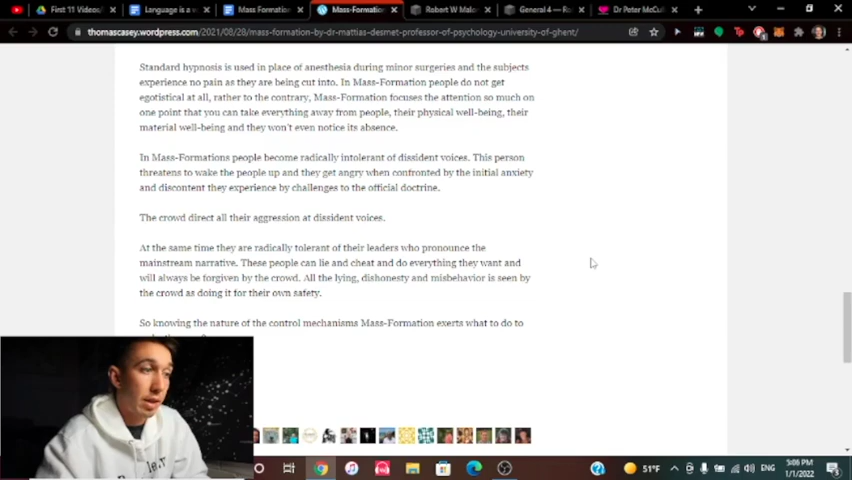 First 11 Videos!
Language is a v
Mass Formation
Mass-Formation
Robert W Malo
General 4 — Ro
Dr Peter McCu
thomascasey.wordpress.com/2021/08/28/mass-formation-by-dr-mattias-desmet-professor-of-psychology-university-of-ghent/
Standard hypnosis is used in place of anesthesia during minor surgeries and the subjects
experience no pain as they are being cut into. In Mass-Formation people do not get
egotistical at all, rather to the contrary, Mass-Formation focuses the attention so much on
one point that you can take everything away from people, their physical well-being, their
material well-being and they won't even notice its absence.
In Mass-Formations people become radically intolerant of dissident voices. This person
threatens to wake the people up and they get angry when confronted by the initial anxiety
and discontent they experience by challenges to the official doctrine.
The crowd direct all their aggression at dissident voices.
At the same time they are radically tolerant of their leaders who pronounce the
mainstream narrative. These people can lie and cheat and do everything they want and
will always be forgiven by the crowd. All the lying, dishonesty and misbehavior is seen by
the crowd as doing it for their own safety.
So knowing the nature of the control mechanisms Mass-Formation exerts what to do to
51°F
ENG
5:06 PM
1/1/2022